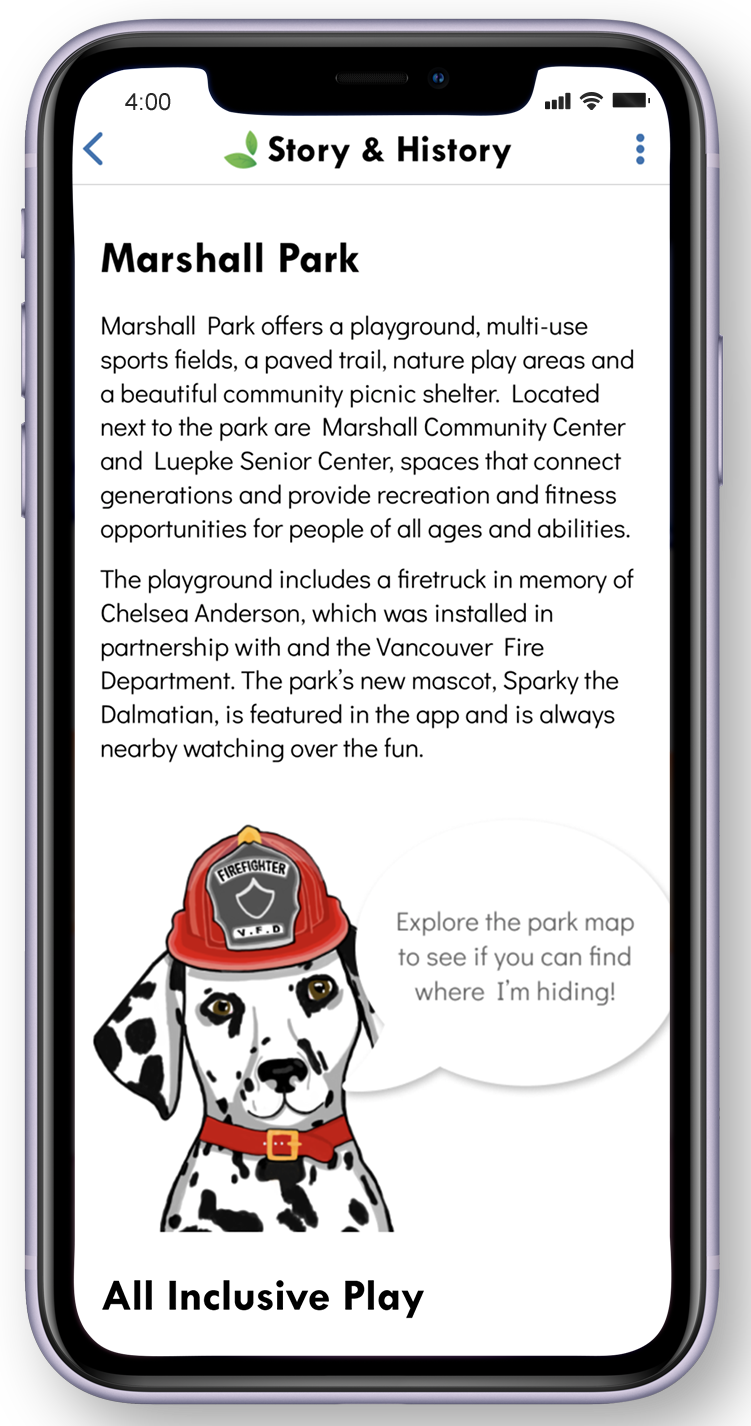 4:00
Story & History
Marshall Park
Marshall Park offers a playground, multi-use
sports fields, a paved trail, nature play areas and
a beautiful community picnic shelter. Located
next to the park are Marshall Community Center
and Luepke Senior Center, spaces that connect
generations and provide recreation and fitness
opportunities for people of all ages and abilities.
The playground includes a firetruck in memory of
Chelsea Anderson, which was installed in
partnership with and the Vancouver Fire
Department. The park's new mascot, Sparky the
Dalmatian, is featured in the app and is always
nearby watching over the fun.
FIREFIGHTER
V.F.D
Explore the park map
to see if you can find
where I'm hiding!
All Inclusive Play